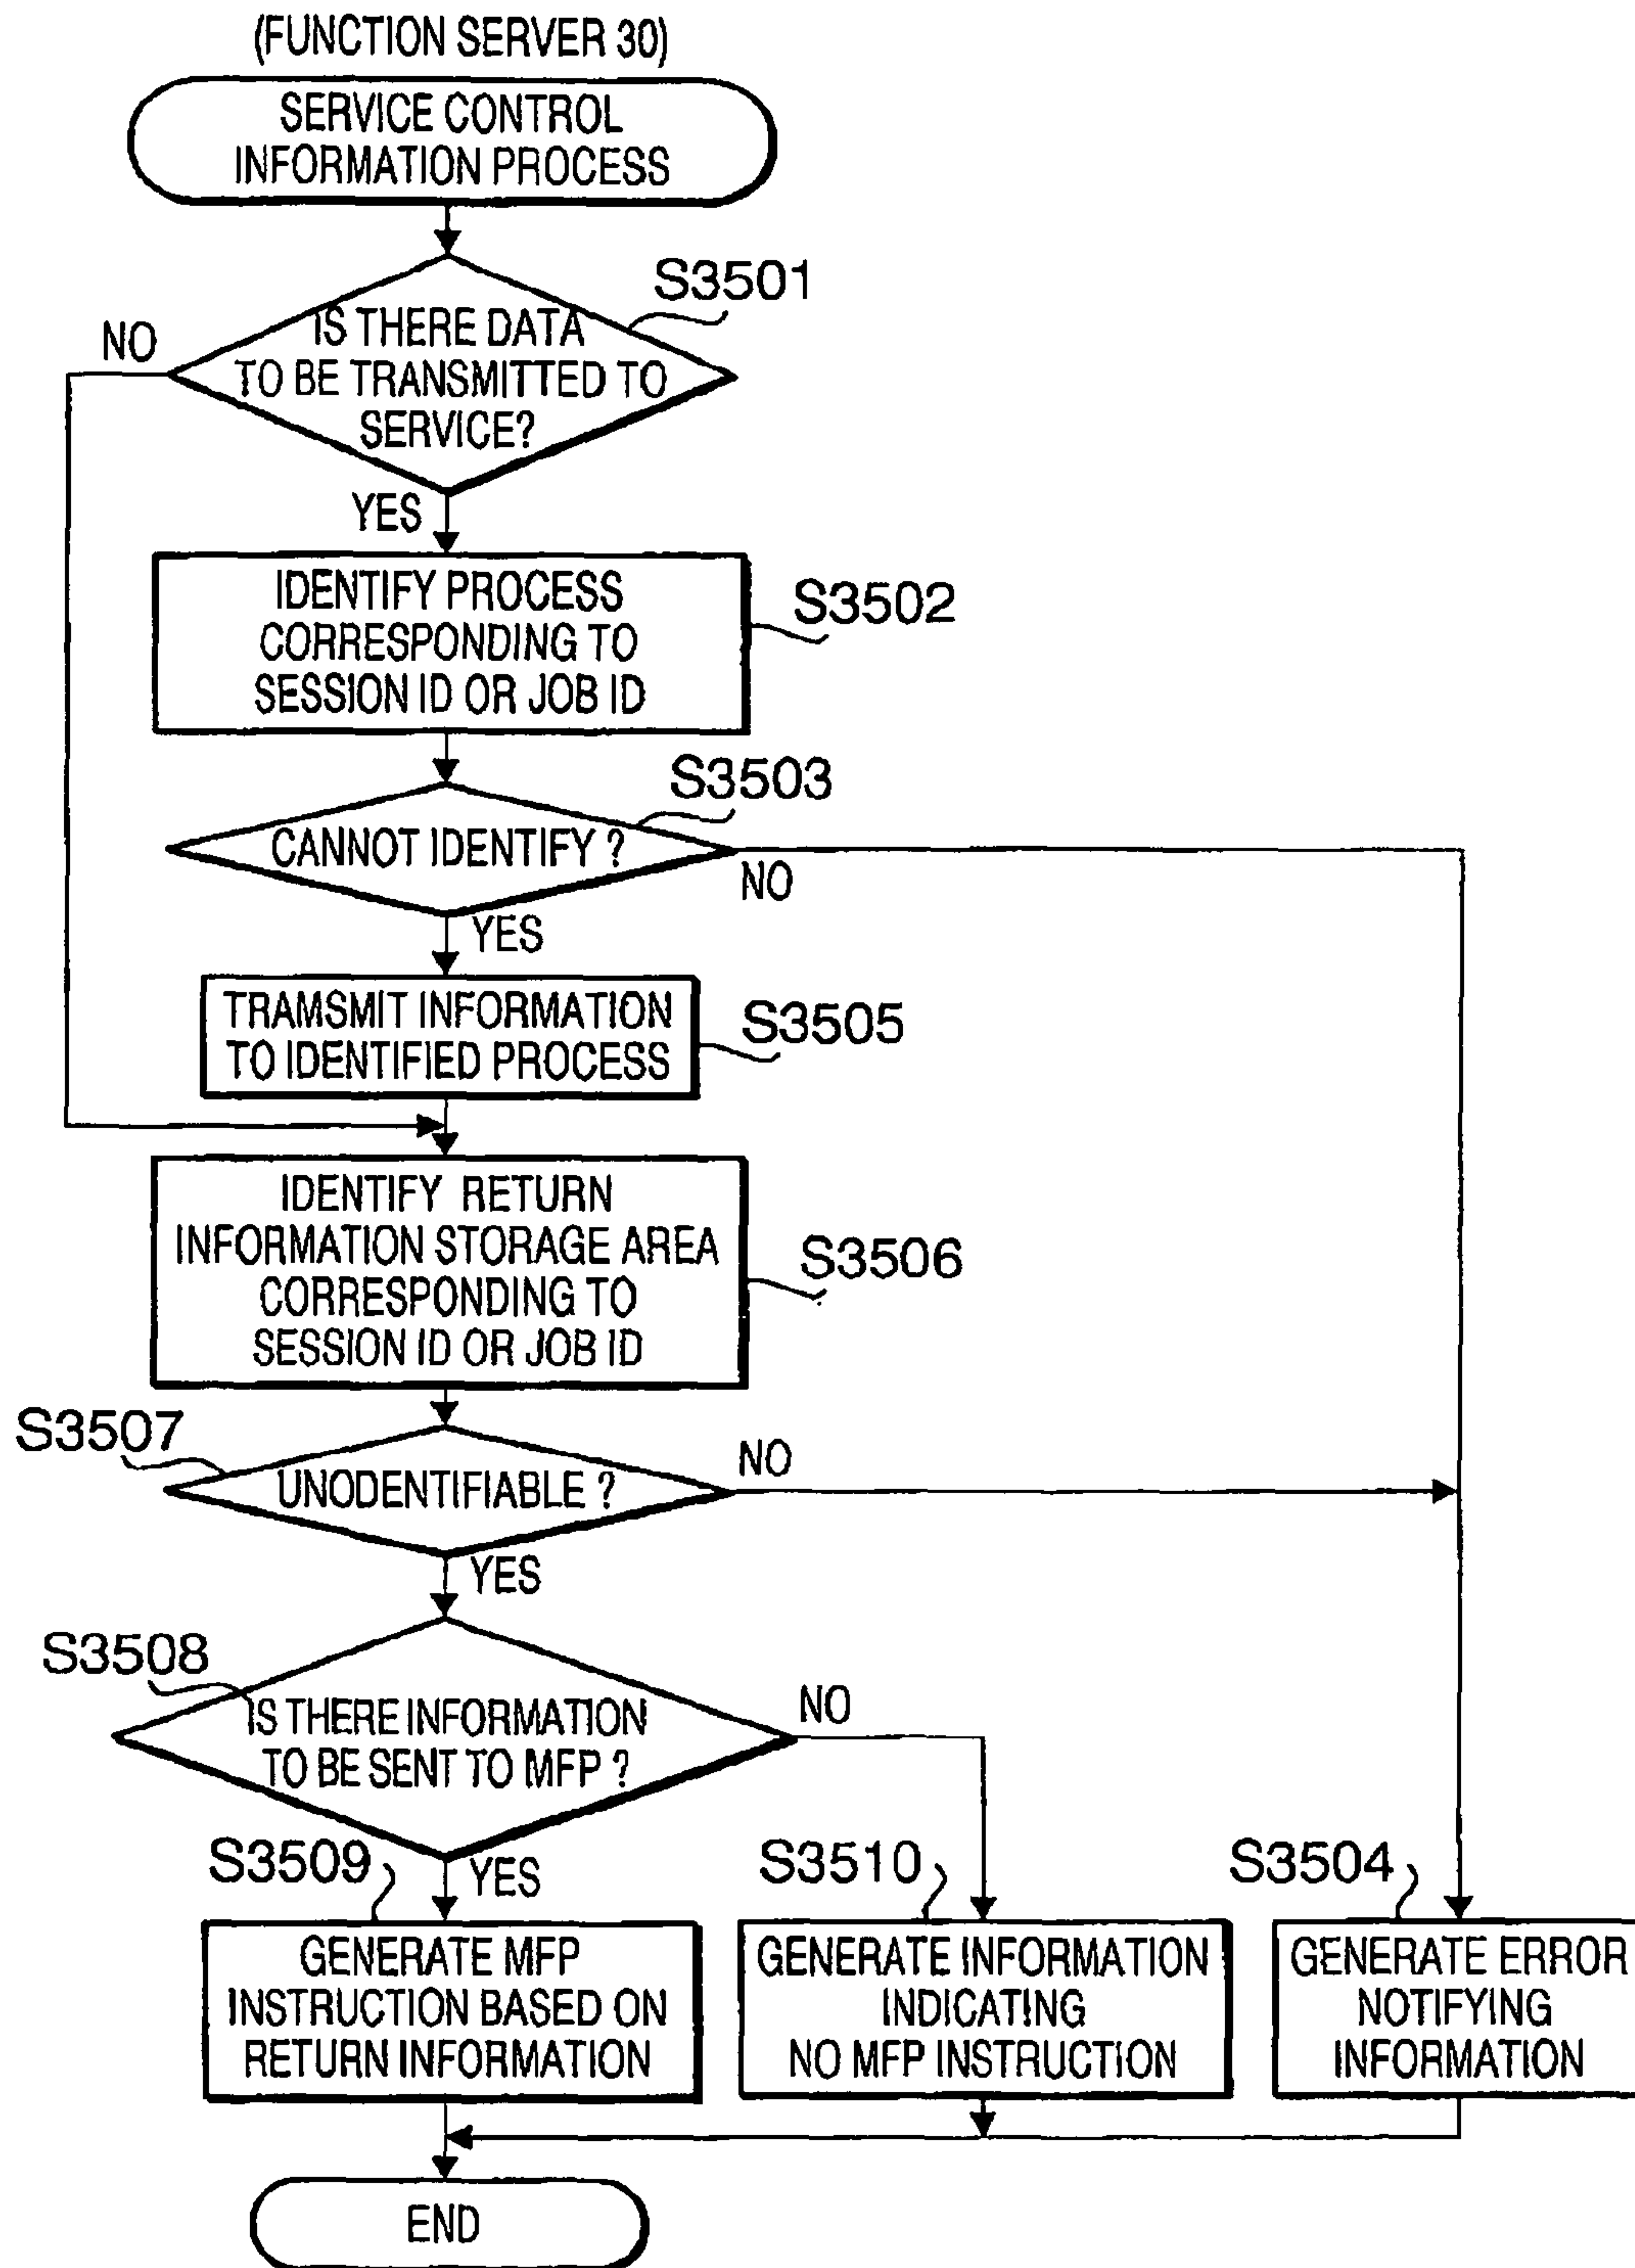 (FUNCTION SERVER 30)
SERVICE CONTROL
INFORMATION PROCESS
S3501
NO
IS THERE DATA
TO BE TRANSMITTED TO
SERVICE?
YES
IDENTIFY PROCESS
CORRESPONDING TO
SESSION ID OR JOB ID
S3502
S3503
CANNOT IDENTIFY ?
NO
YES
TRAMSMIT INFORMATION
TO IDENTIFIED PROCESS
S3505
IDENTIFY RETURN
INFORMATION STORAGE AREA
CORRESPONDING TO
SESSION ID OR JOB ID
S3506
S3507
UNODENTIFIABLE ?
NO
YES
S3508
IS THERE INFORMATION
TO BE SENT TO MFP ?
NO
YES
S3509
GENERATE MFP
INSTRUCTION BASED ON
RETURN INFORMATION
S3510
GENERATE INFORMATION
INDICATING
NO MFP INSTRUCTION
S3504
GENERATE ERROR
NOTIFYING
INFORMATION
END